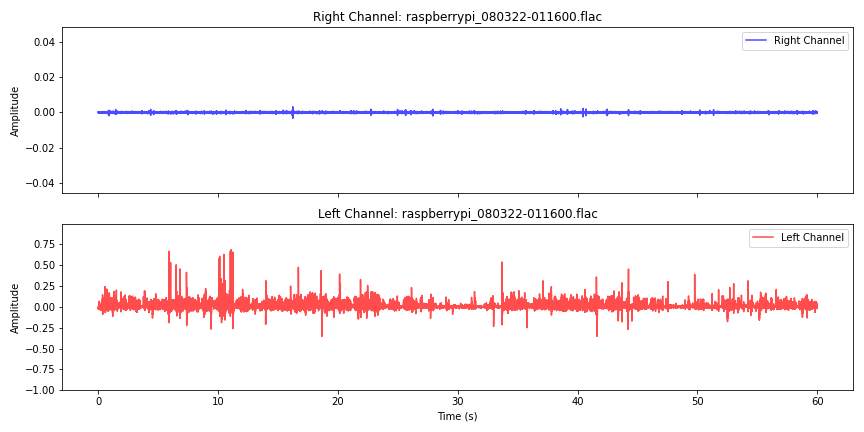 Right Channel: raspberrypi_080322-011600.flac
Right Channel
0.04
0.02
0.00
−0.02
−0.04
Amplitude
Left Channel: raspberrypi_080322-011600.flac
Left Channel
0.75
0.50
0.25
0.00
−0.25
−0.50
−0.75
−1.00
Amplitude
0 10 20 30 40 50 60
Time (s)